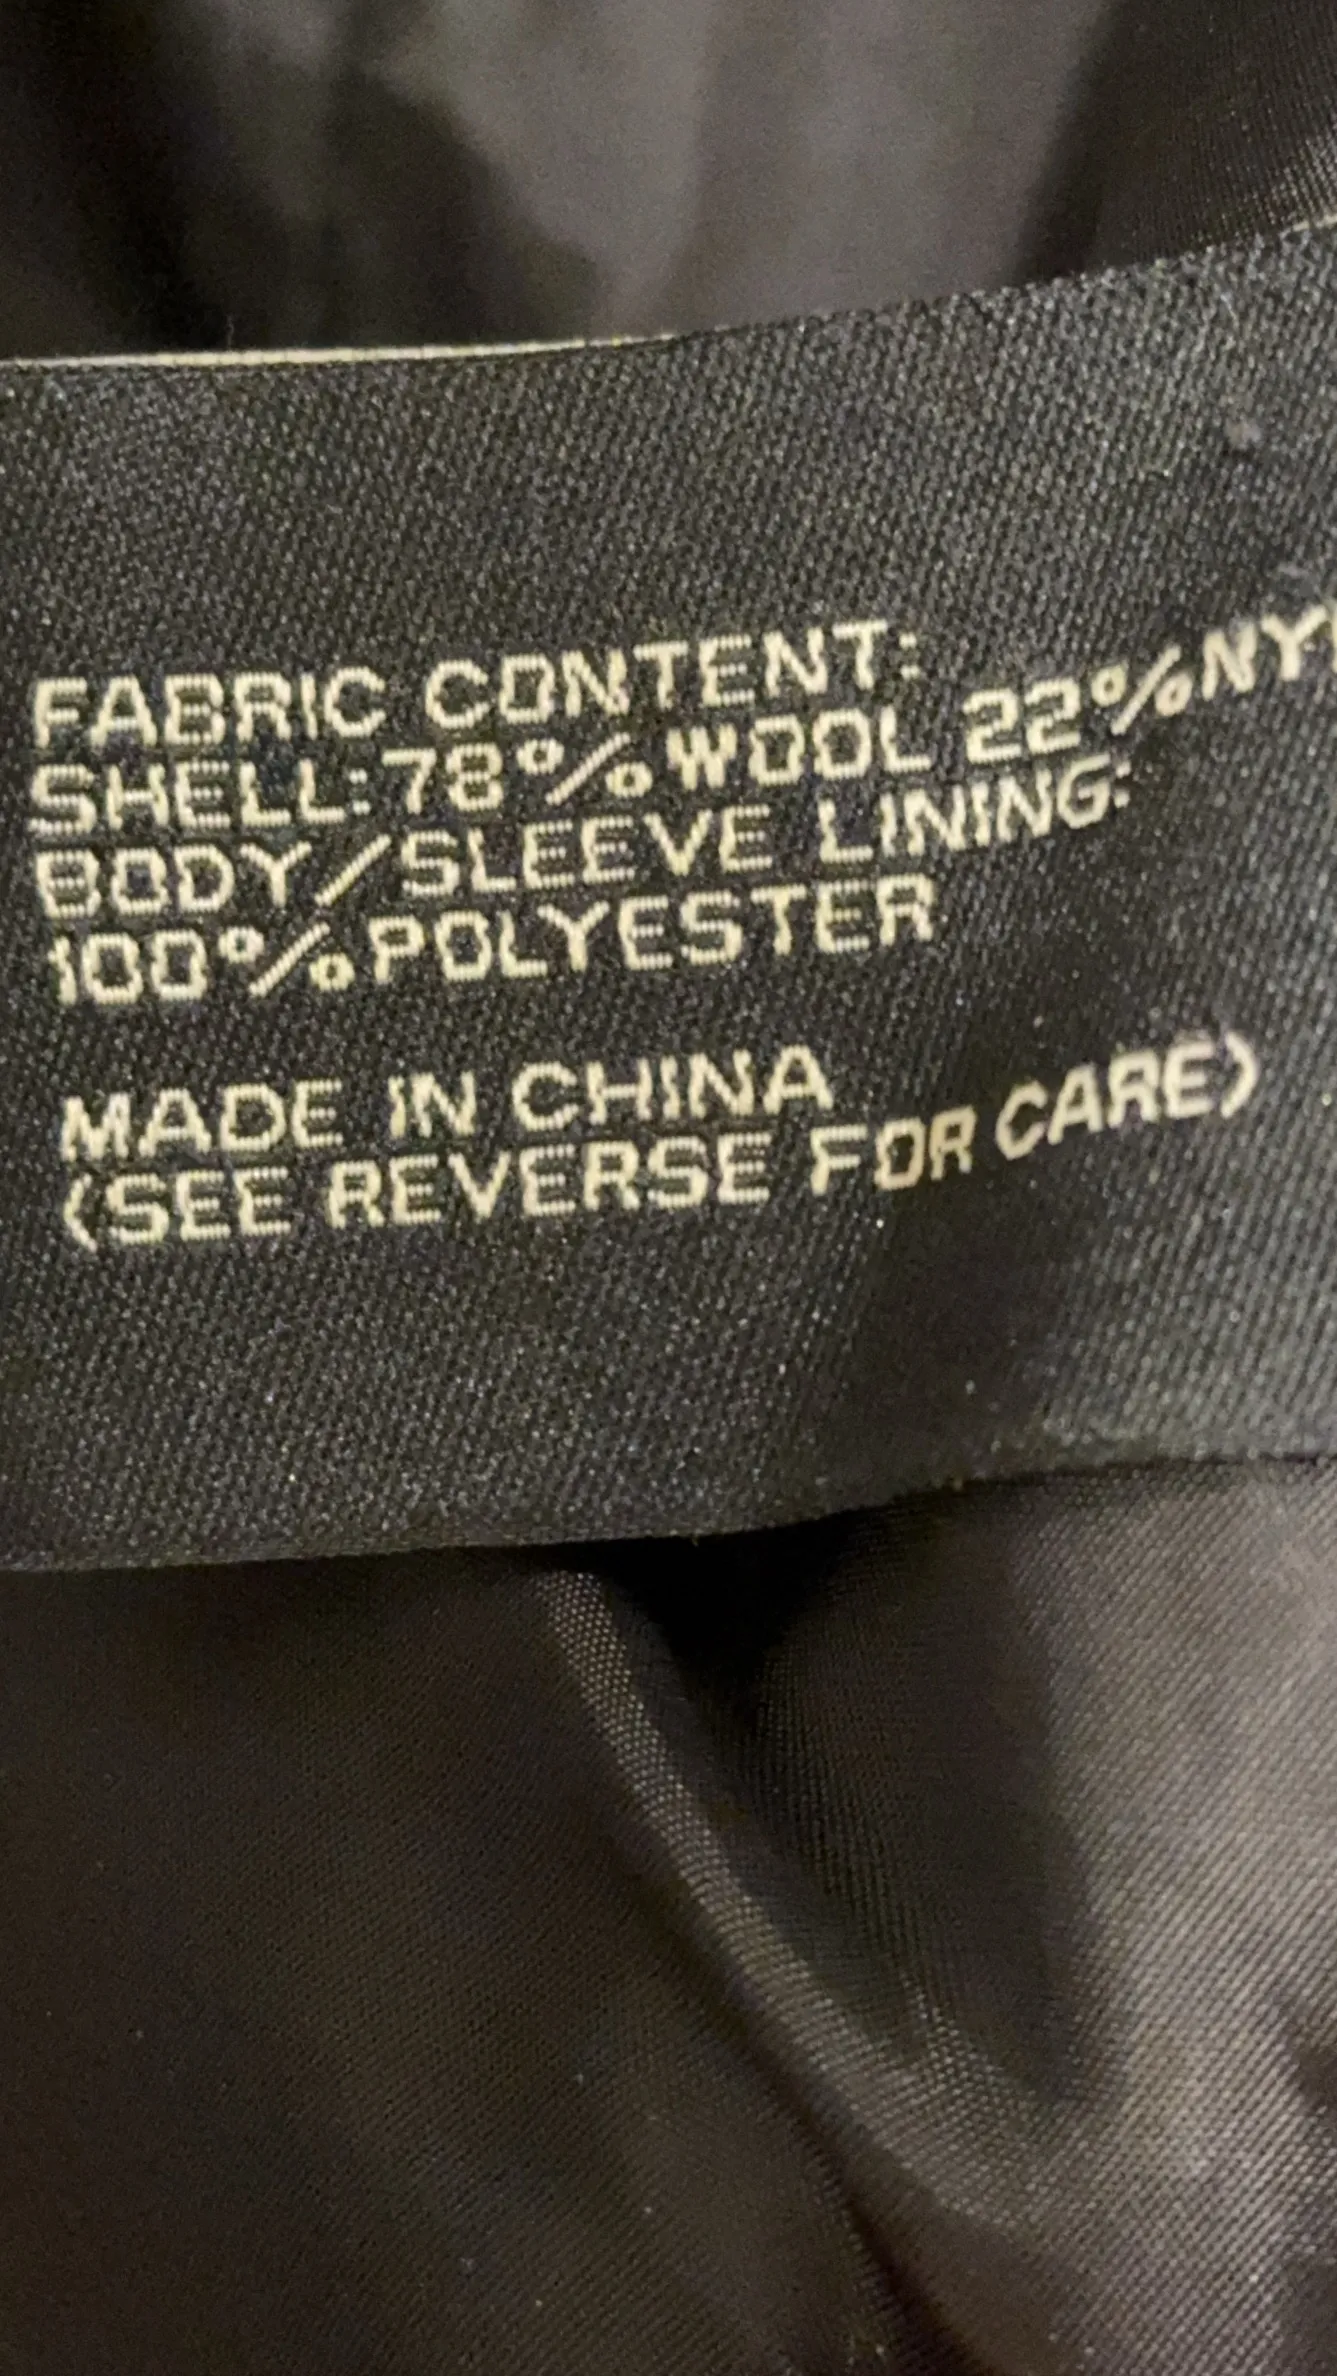 FABRIC CONTENT:
SHELL: 78% WOOL 22%
BODY/SLEEVE LINING:
100% POLYESTER
MADE IN CHINA
(SEE REVERSE FOR CARE)